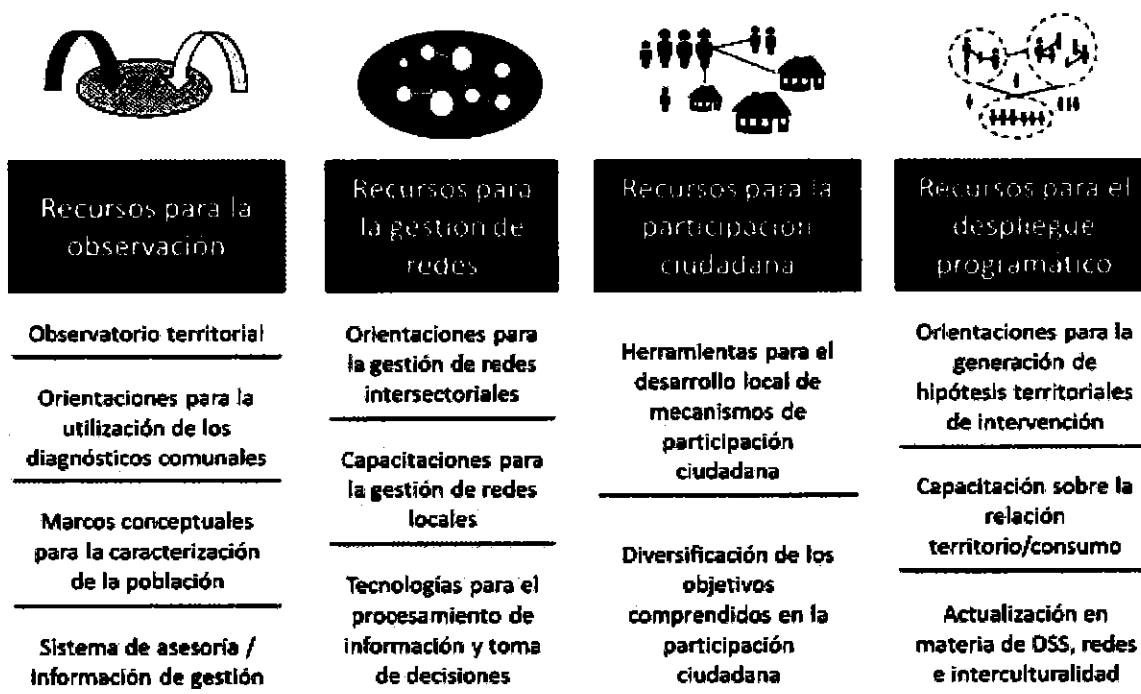 Recursos para la
observación
Observatorio territorial
Orientaciones para la
utilización de los
diagnósticos comunales
Marcos conceptuales
para la caracterización
de la población
Sistema de asesoría /
Información de gestión
Recursos para
la gestión de
redes
Orientaciones para
la gestión de redes
intersectoriales
Capacitaciones para
la gestión de redes
locales
Tecnologías para el
procesamiento de
información y toma
de decisiones
Recursos para la
participación
ciudadana
Herramientas para el
desarrollo local de
mecanismos de
participación
ciudadana
Diversificación de los
objetivos
comprendidos en la
participación
ciudadana
Recursos para el
despliegue
programático
Orientaciones para la
generación de
hipótesis territoriales
de intervención
Capacitación sobre la
relación
territorio/consumo
Actualización en
materia de DSS, redes
e interculturalidad